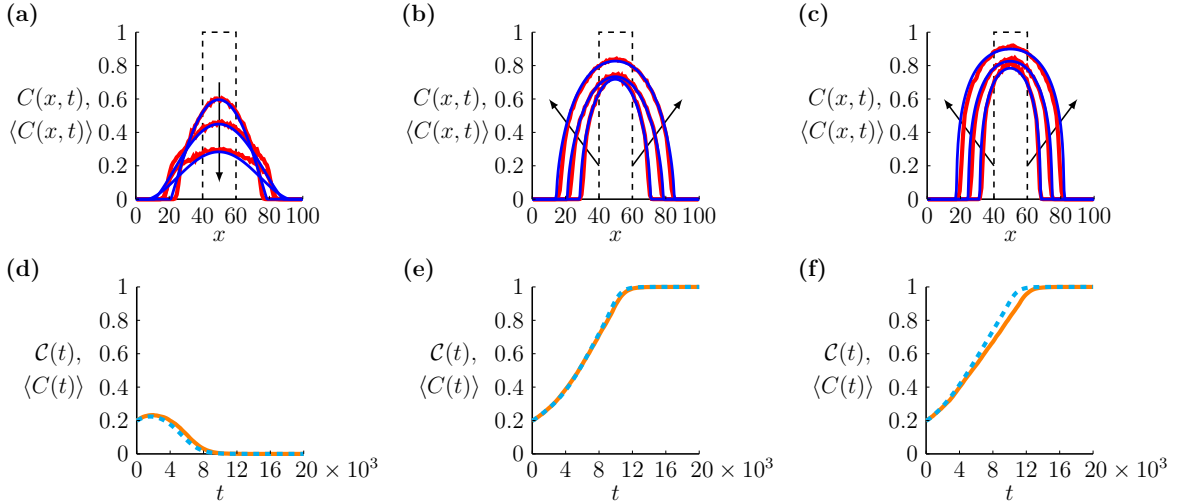 (a) (b) (c)
1 1 1
0.8 0.8 0.8
C(x, t), 0.6 C(x, t), 0.6 C(x, t), 0.6
⟨C(x, t)⟩ 0.4 ⟨C(x, t)⟩ 0.4 ⟨C(x, t)⟩ 0.4
0.2 0.2 0.2
0 0 0
0 20 40 60 80 100 0 20 40 60 80 100 0 20 40 60 80 100
x x x
(d) (e) (f)
1 1 1
0.8 0.8 0.8
𝒞(t), 0.6 𝒞(t), 0.6 𝒞(t), 0.6
⟨C(t)⟩ 0.4 ⟨C(t)⟩ 0.4 ⟨C(t)⟩ 0.4
0.2 0.2 0.2
0 0 0
0 4 8 12 16 20 × 10³ 0 4 8 12 16 20 × 10³ 0 4 8 12 16 20 × 10³
t t t